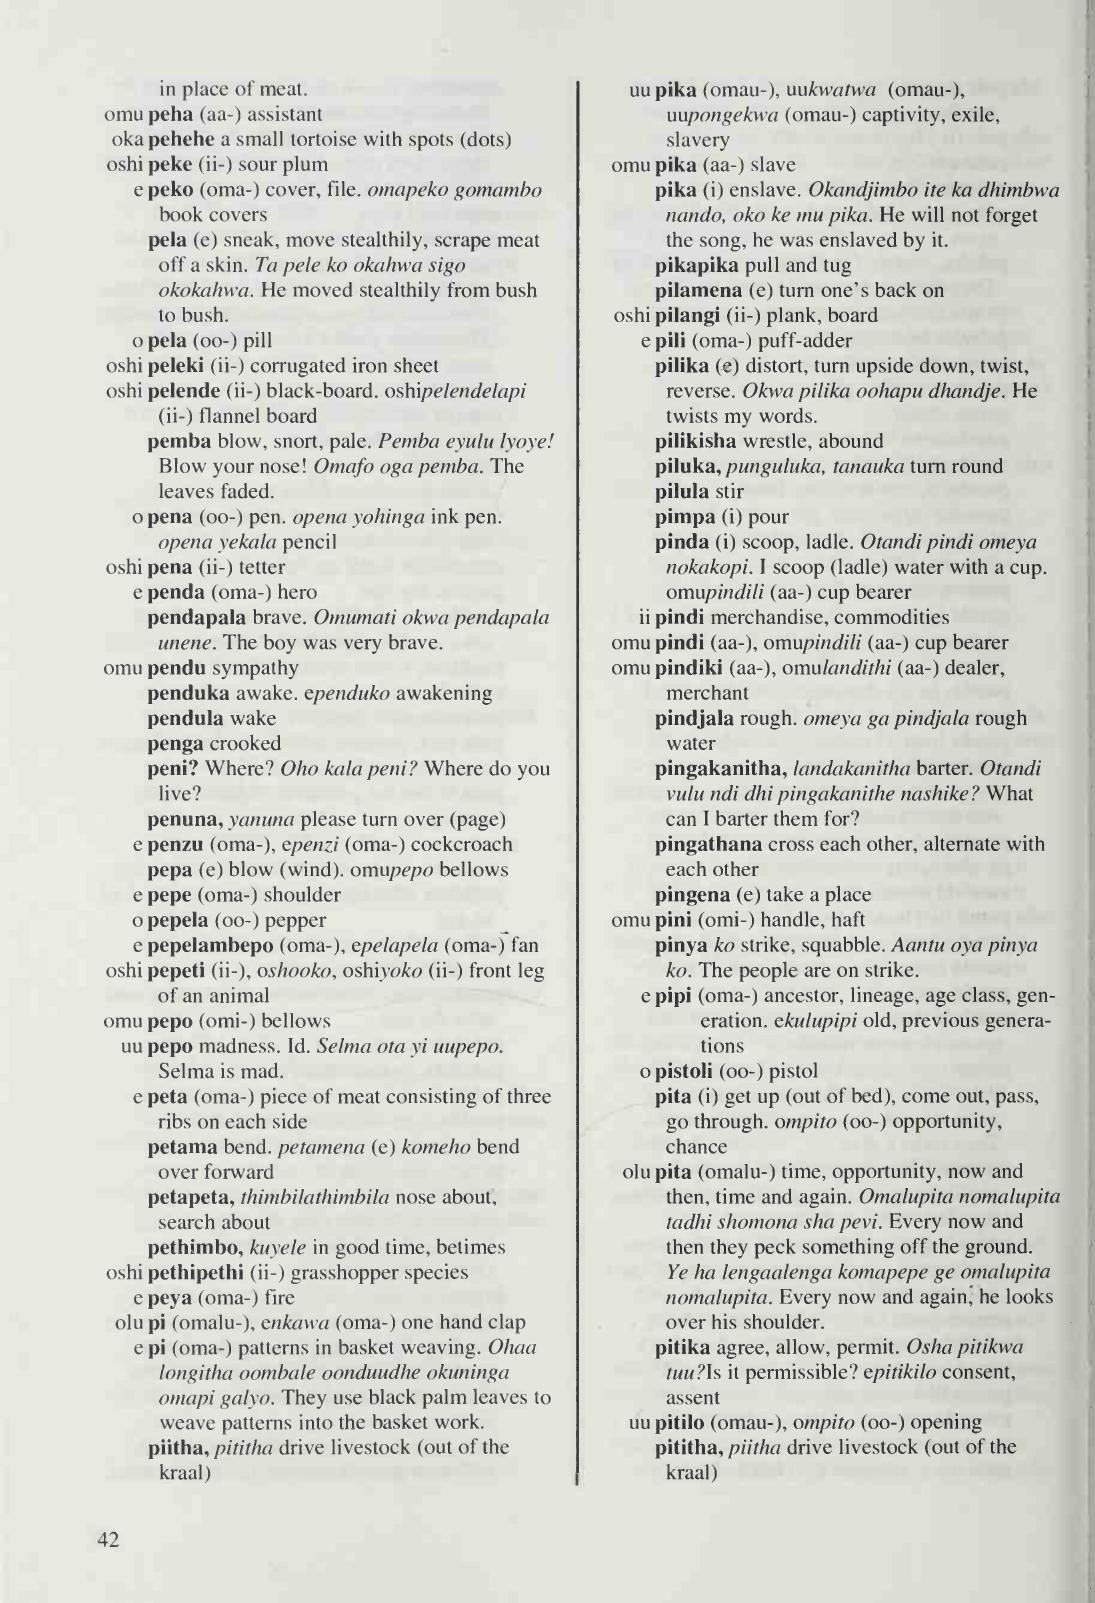 in place of meat.
omu peha (aa-) assistant
oka pehehe a small tortoise with spots (dots)
oshi peke (ii-) sour plum
e peko (oma-) cover, file. omapeko gomambo
book covers
pela (e) sneak, move stealthily, scrape meat
off a skin. Ta pele ko okahwa sigo
okokahwa. He moved stealthily from bush
to bush.
o pela (oo-) pill
oshi peleki (ii-) corrugated iron sheet
oshi pelende (ii-) black-board. oshipelendelapi
(ii-) flannel board
pemba blow, snort, pale. Pemba eyulu lyoye!
Blow your nose! Omafo oga pemba. The
leaves faded.
o pena (oo-) pen. opena yohinga ink pen.
opena yekala pencil
oshi pena (ii-) tetter
e penda (oma-) hero
pendapala brave. Omumati okwa pendapala
unene. The boy was very brave.
omu pendu sympathy
penduka awake. ependuko awakening
pendula wake
penga crooked
peni? Where? Oho kala peni? Where do you
live?
penuna, yanuna please turn over (page)
e penzu (oma-), epenzi (oma-) cockcroach
pepa (e) blow (wind). omupepo bellows
e pepe (oma-) shoulder
o pepela (oo-) pepper
e pepelambepo (oma-), epelapela (oma-) fan
oshi pepeti (ii-), oshooko, oshiyoko (ii-) front leg
of an animal
omu pepo (omi-) bellows
uu pepo madness. Id. Selma ota yi uupepo.
Selma is mad.
e peta (oma-) piece of meat consisting of three
ribs on each side
petama bend. petamena (e) komeho bend
over forward
petapeta, thimbilathimbila nose about,
search about
pethimbo, kuyele in good time, betimes
oshi pethipethi (ii-) grasshopper species
e peya (oma-) fire
olu pi (omalu-), enkawa (oma-) one hand clap
e pi (oma-) patterns in basket weaving. Ohaa
longitha oombale oonduudhe okuninga
omapi galyo. They use black palm leaves to
weave patterns into the basket work.
piitha, pititha drive livestock (out of the
kraal)
uu pika (omau-), uukwatwa (omau-),
uupongekwa (omau-) captivity, exile,
slavery
omu pika (aa-) slave
pika (i) enslave. Okandjimbo ite ka dhimbwa
nando, oko ke mu pika. He will not forget
the song, he was enslaved by it.
pikapika pull and tug
pilamena (e) turn one's back on
oshi pilangi (ii-) plank, board
e pili (oma-) puff-adder
pilika (e) distort, turn upside down, twist,
reverse. Okwa pilika oohapu dhandje. He
twists my words.
pilikisha wrestle, abound
piluka, punguluka, tanauka turn round
pilula stir
pimpa (i) pour
pinda (i) scoop, ladle. Otandi pindi omeya
nokakopi. I scoop (ladle) water with a cup.
omupindili (aa-) cup bearer
ii pindi merchandise, commodities
omu pindi (aa-), omupindili (aa-) cup bearer
omu pindiki (aa-), omulandithi (aa-) dealer,
merchant
pindjala rough. omeya ga pindjala rough
water
pingakanitha, landakanitha barter. Otandi
vulu ndi dhi pingakanithe nashike? What
can I barter them for?
pingathana cross each other, alternate with
each other
pingena (e) take a place
omu pini (omi-) handle, haft
pinya ko strike, squabble. Aantu oya pinya
ko. The people are on strike.
e pipi (oma-) ancestor, lineage, age class, gen-
eration. ekulupipi old, previous genera-
tions
o pistoli (oo-) pistol
pita (i) get up (out of bed), come out, pass,
go through. ompito (oo-) opportunity,
chance
olu pita (omalu-) time, opportunity, now and
then, time and again. Omalupita nomalupita
tadhi shomona sha pevi. Every now and
then they peck something off the ground.
Ye ha lengaalenga komapepe ge omalupita
nomalupita. Every now and again, he looks
over his shoulder.
pitika agree, allow, permit. Osha pitikwa
tuu?Is it permissible? epitikilo consent,
assent
uu pitilo (omau-), ompito (oo-) opening
pititha, piitha drive livestock (out of the
kraal)
42